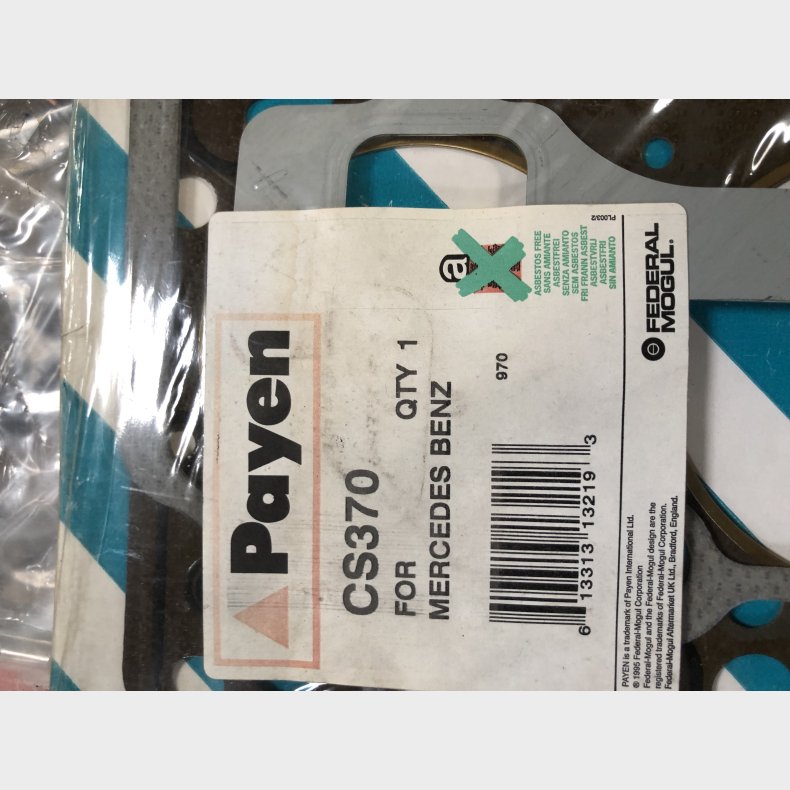 Payen
CS370
FOR QTY 1
MERCEDES BENZ
970
6 13313 13219 3
a
ASBESTOS FREE
SANS AMIANTE
ASBESTFREI
SENZA AMIANTO
SEM ASBESTOS
FRI FRANN ASBEST
ASBESTVRIJ
ASBESTFRI
SIN AMIANTO
PL003/2
PAYEN is a trademark of Payen International Ltd.
® 1995 Federal-Mogul Corporation
Federal-Mogul and the Federal-Mogul design are the
registered trademarks of Federal-Mogul Corporation.
Federal-Mogul Aftermarket UK Ltd., Bradford, England.
FEDERAL
MOGUL®